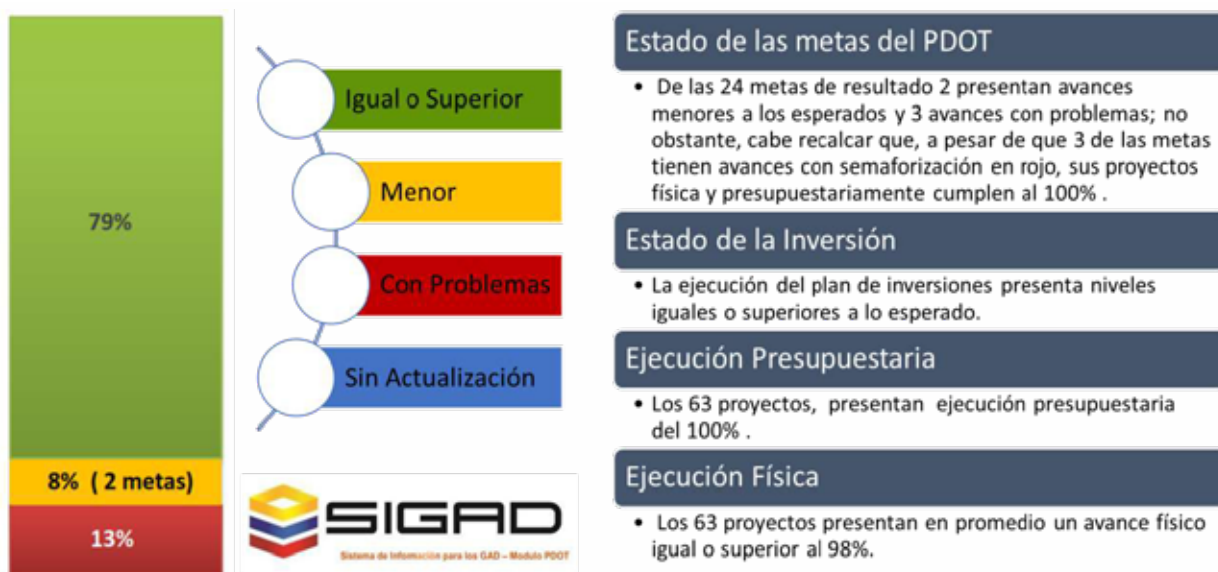 79%
8% ( 2 metas)
13%
Igual o Superior
Menor
Con Problemas
Sin Actualización
SIGAD
Sistema de Información para los GAD – Modulo PDOT
Estado de las metas del PDOT
• De las 24 metas de resultado 2 presentan avances
menores a los esperados y 3 avances con problemas; no
obstante, cabe recalcar que, a pesar de que 3 de las metas
tienen avances con semaforización en rojo, sus proyectos
física y presupuestariamente cumplen al 100% .
Estado de la Inversión
• La ejecución del plan de inversiones presenta niveles
iguales o superiores a lo esperado.
Ejecución Presupuestaria
• Los 63 proyectos, presentan ejecución presupuestaria
del 100% .
Ejecución Física
• Los 63 proyectos presentan en promedio un avance físico
igual o superior al 98%.